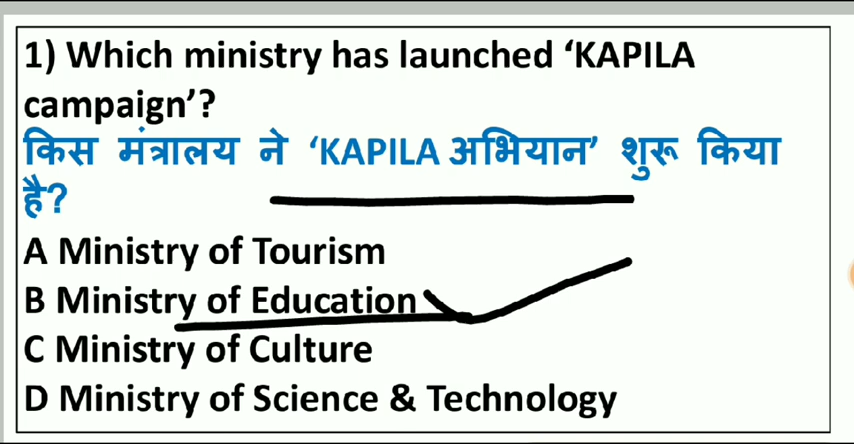 1) Which ministry has launched ‘KAPILA
campaign’?
किस मंत्रालय ने ‘KAPILA अभियान’ शुरू किया
है?
A Ministry of Tourism
B Ministry of Education
C Ministry of Culture
D Ministry of Science & Technology